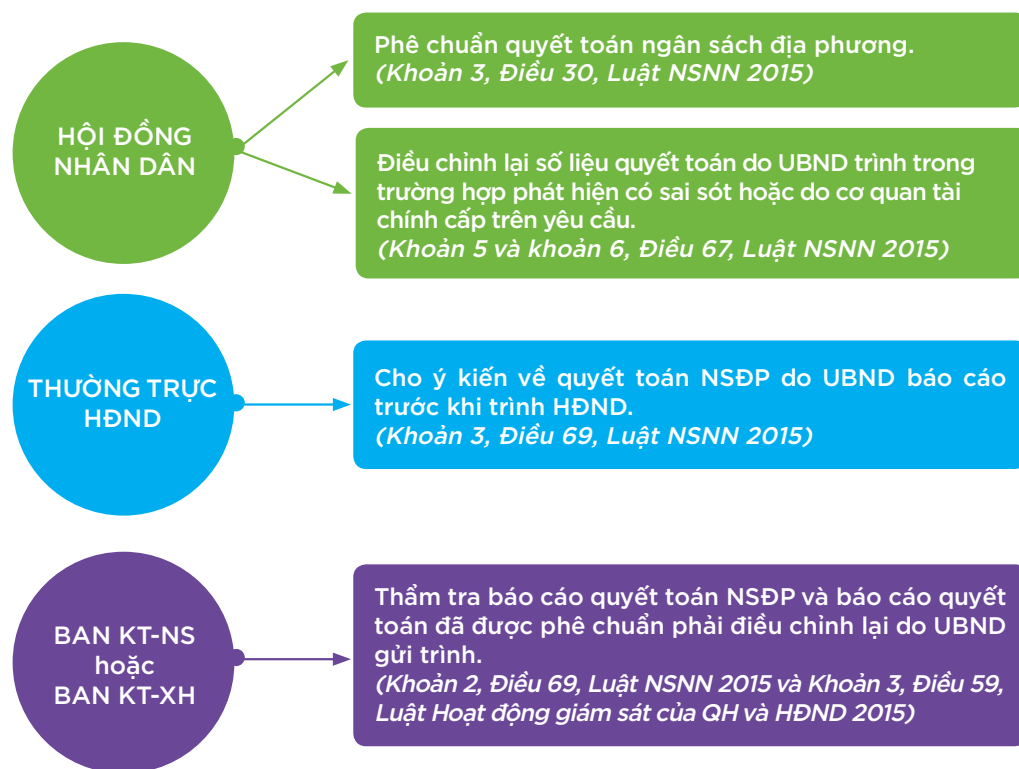 HỘI ĐỒNG
NHÂN DÂN
Phê chuẩn quyết toán ngân sách địa phương.
(Khoản 3, Điều 30, Luật NSNN 2015)
Điều chỉnh lại số liệu quyết toán do UBND trình trong
trường hợp phát hiện có sai sót hoặc do cơ quan tài
chính cấp trên yêu cầu.
(Khoản 5 và khoản 6, Điều 67, Luật NSNN 2015)
THƯỜNG TRỰC
HĐND
Cho ý kiến về quyết toán NSĐP do UBND báo cáo
trước khi trình HĐND.
(Khoản 3, Điều 69, Luật NSNN 2015)
BAN KT-NS
hoặc
BAN KT-XH
Thẩm tra báo cáo quyết toán NSĐP và báo cáo quyết
toán đã được phê chuẩn phải điều chỉnh lại do UBND
gửi trình.
(Khoản 2, Điều 69, Luật NSNN 2015 và Khoản 3, Điều 59,
Luật Hoạt động giám sát của QH và HĐND 2015)